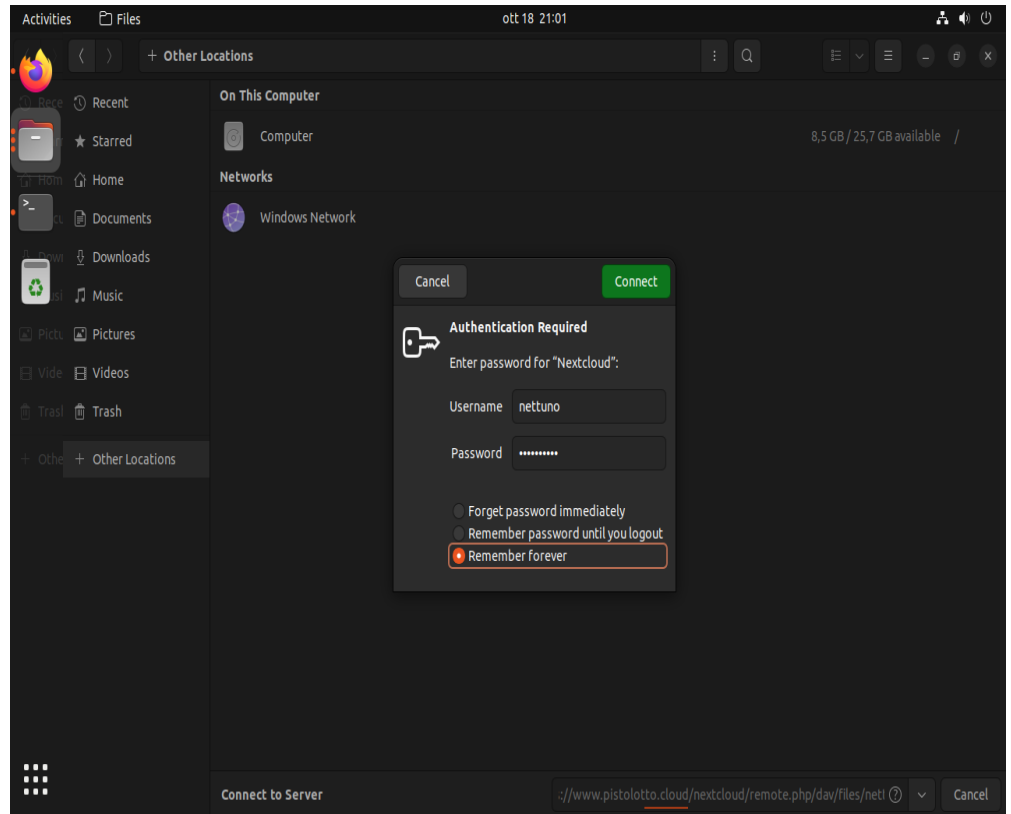 Activities Files ott 18 21:01
+ Other Locations
On This Computer
Recent
Computer 8,5 GB / 25,7 GB available /
Starred
Networks
Home
Windows Network
Documents
Downloads
Music
Pictures
Videos
Trash
+ Other Locations
Cancel Connect
Authentication Required
Enter password for “Nextcloud”:
Username nettuno
Password ••••••••••
Forget password immediately
Remember password until you logout
Remember forever
Connect to Server ://www.pistolotto.cloud/nextcloud/remote.php/dav/files/nett Cancel